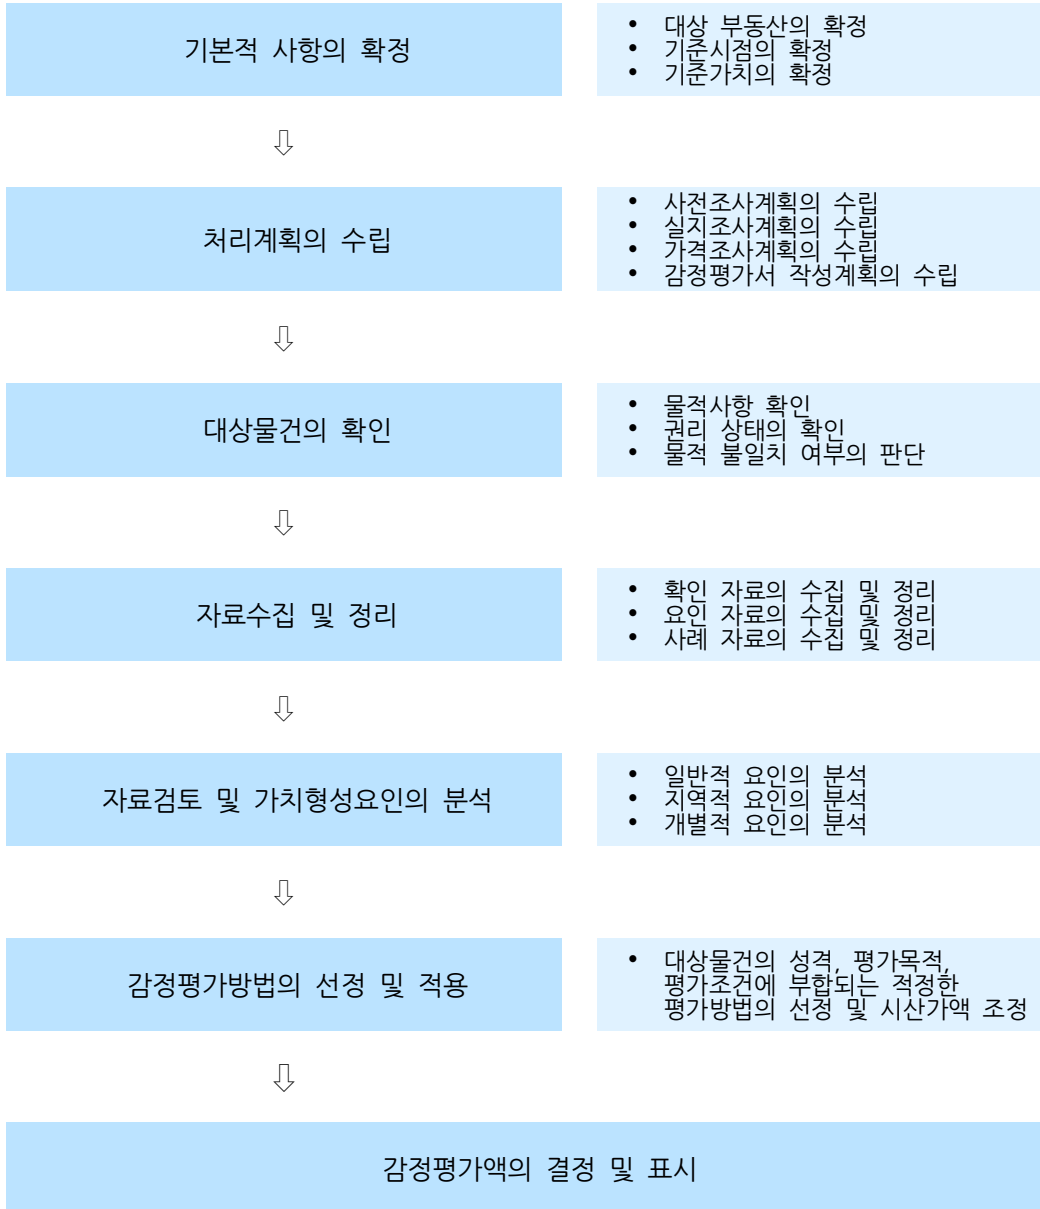 기본적 사항의 확정
• 대상 부동산의 확정
• 기준시점의 확정
• 기준가치의 확정
⇩
처리계획의 수립
• 사전조사계획의 수립
• 실지조사계획의 수립
• 가격조사계획의 수립
• 감정평가서 작성계획의 수립
⇩
대상물건의 확인
• 물적사항 확인
• 권리 상태의 확인
• 물적 불일치 여부의 판단
⇩
자료수집 및 정리
• 확인 자료의 수집 및 정리
• 요인 자료의 수집 및 정리
• 사례 자료의 수집 및 정리
⇩
자료검토 및 가치형성요인의 분석
• 일반적 요인의 분석
• 지역적 요인의 분석
• 개별적 요인의 분석
⇩
감정평가방법의 선정 및 적용
• 대상물건의 성격, 평가목적,
평가조건에 부합되는 적정한
평가방법의 선정 및 시산가액 조정
⇩
감정평가액의 결정 및 표시